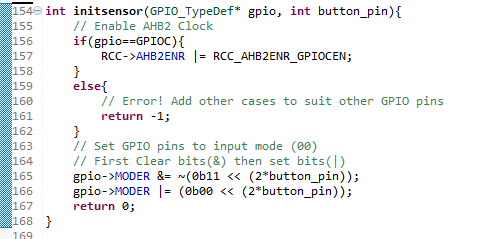 154 int initsensor(GPIO_TypeDef* gpio, int button_pin){
155     // Enable AHB2 Clock
156     if(gpio==GPIOC){
157         RCC->AHB2ENR |= RCC_AHB2ENR_GPIOCEN;
158     }
159     else{
160         // Error! Add other cases to suit other GPIO pins
161         return -1;
162     }
163     // Set GPIO pins to input mode (00)
164     // First Clear bits(&) then set bits(|)
165     gpio->MODER &= ~(0b11 << (2*button_pin));
166     gpio->MODER |= (0b00 << (2*button_pin));
167     return 0;
168 }
169